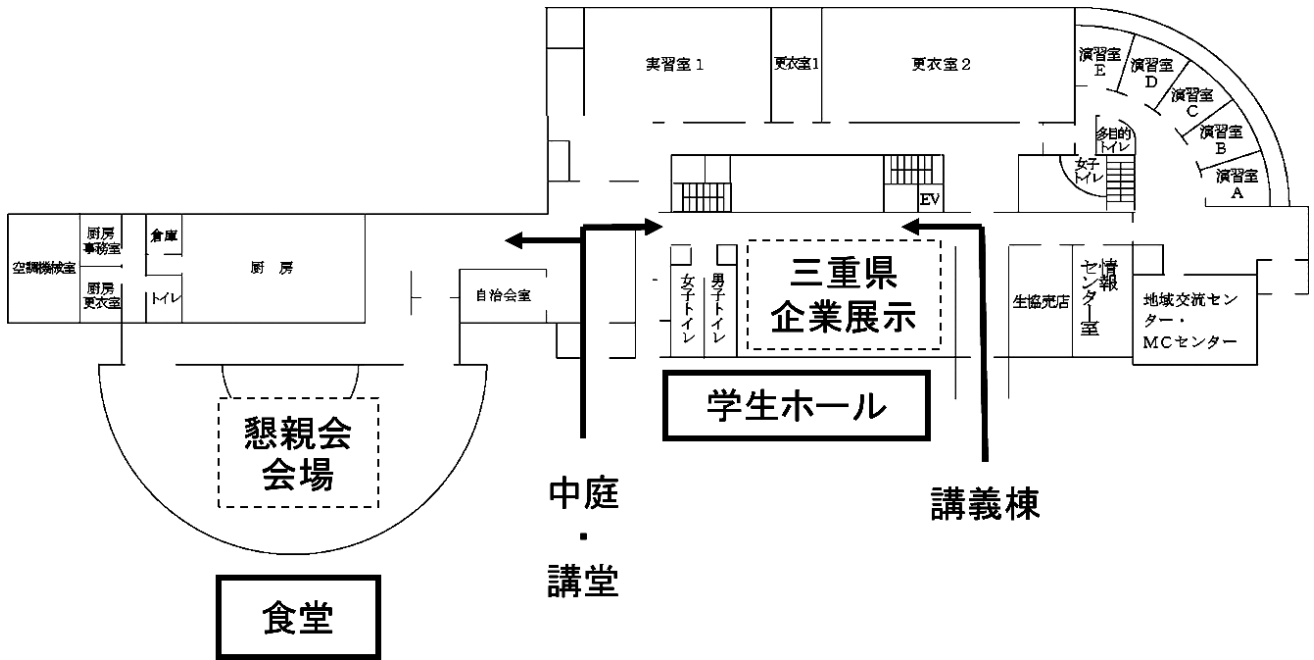 実習室1
更衣室1
更衣室2
演習室
E
演習室
D
演習室
C
演習室
B
演習室
A
多目的
トイレ
女子
トイレ
EV
空調機械室
厨房
事務室
厨房
更衣室
倉庫
トイレ
厨 房
自治会室
女子トイレ
男子トイレ
三重県
企業展示
生協売店
情報
センター室
地域交流セン
ター・
MCセンター
学生ホール
懇親会
会場
中庭
・
講堂
講義棟
食堂